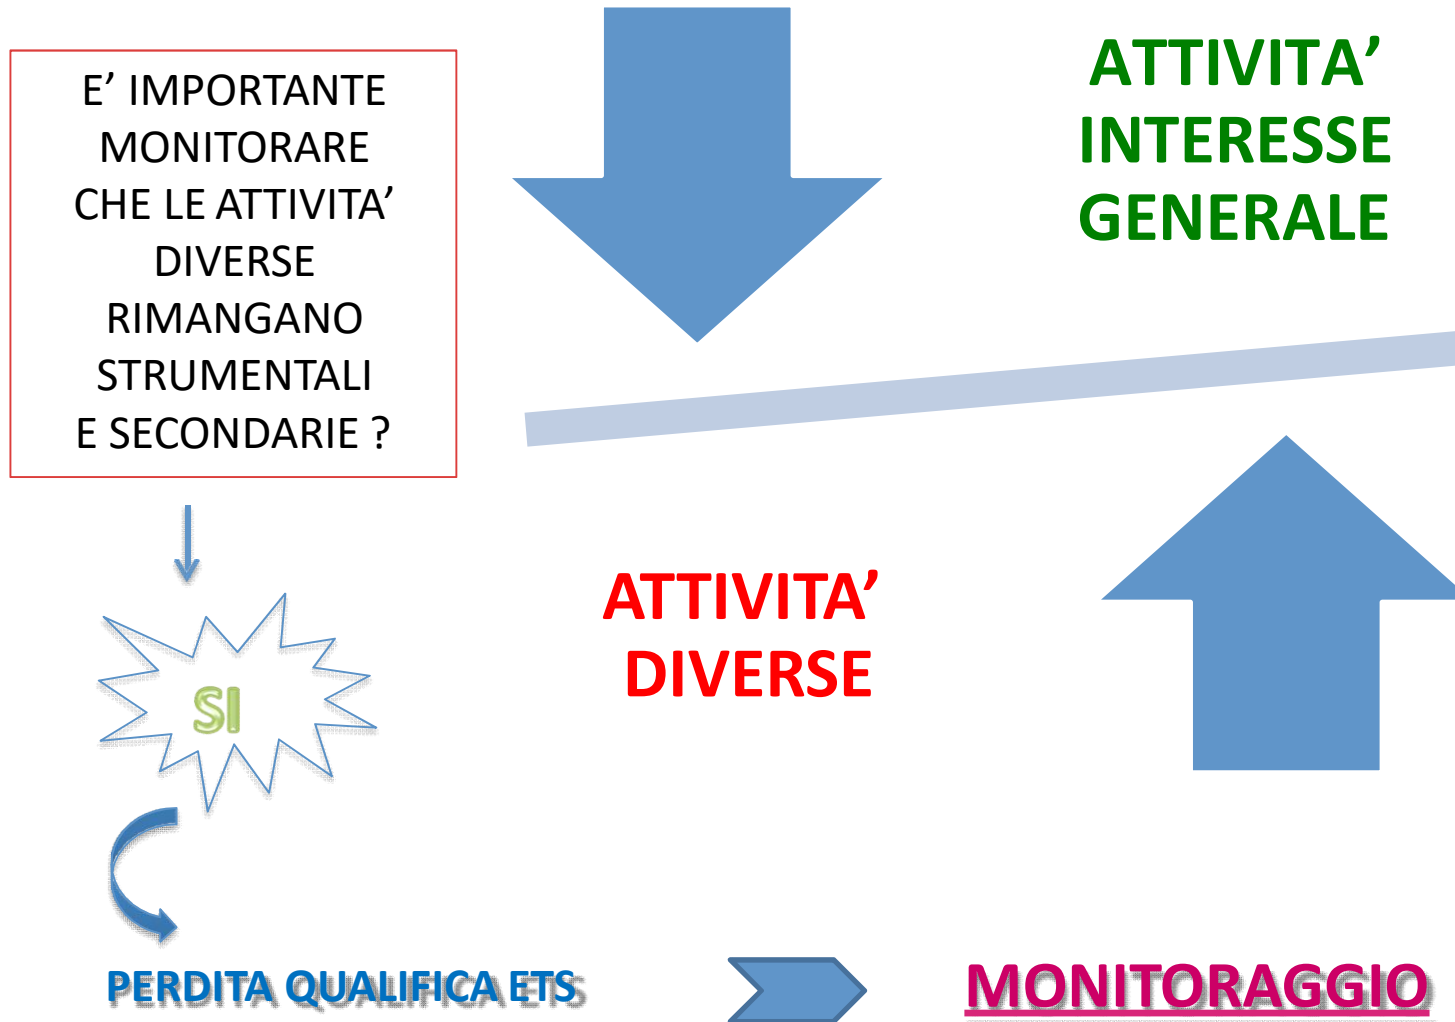 E’ IMPORTANTE
MONITORARE
CHE LE ATTIVITA’
DIVERSE
RIMANGANO
STRUMENTALI
E SECONDARIE ?
SI
PERDITA QUALIFICA ETS
ATTIVITA’
INTERESSE
GENERALE
ATTIVITA’
DIVERSE
MONITORAGGIO